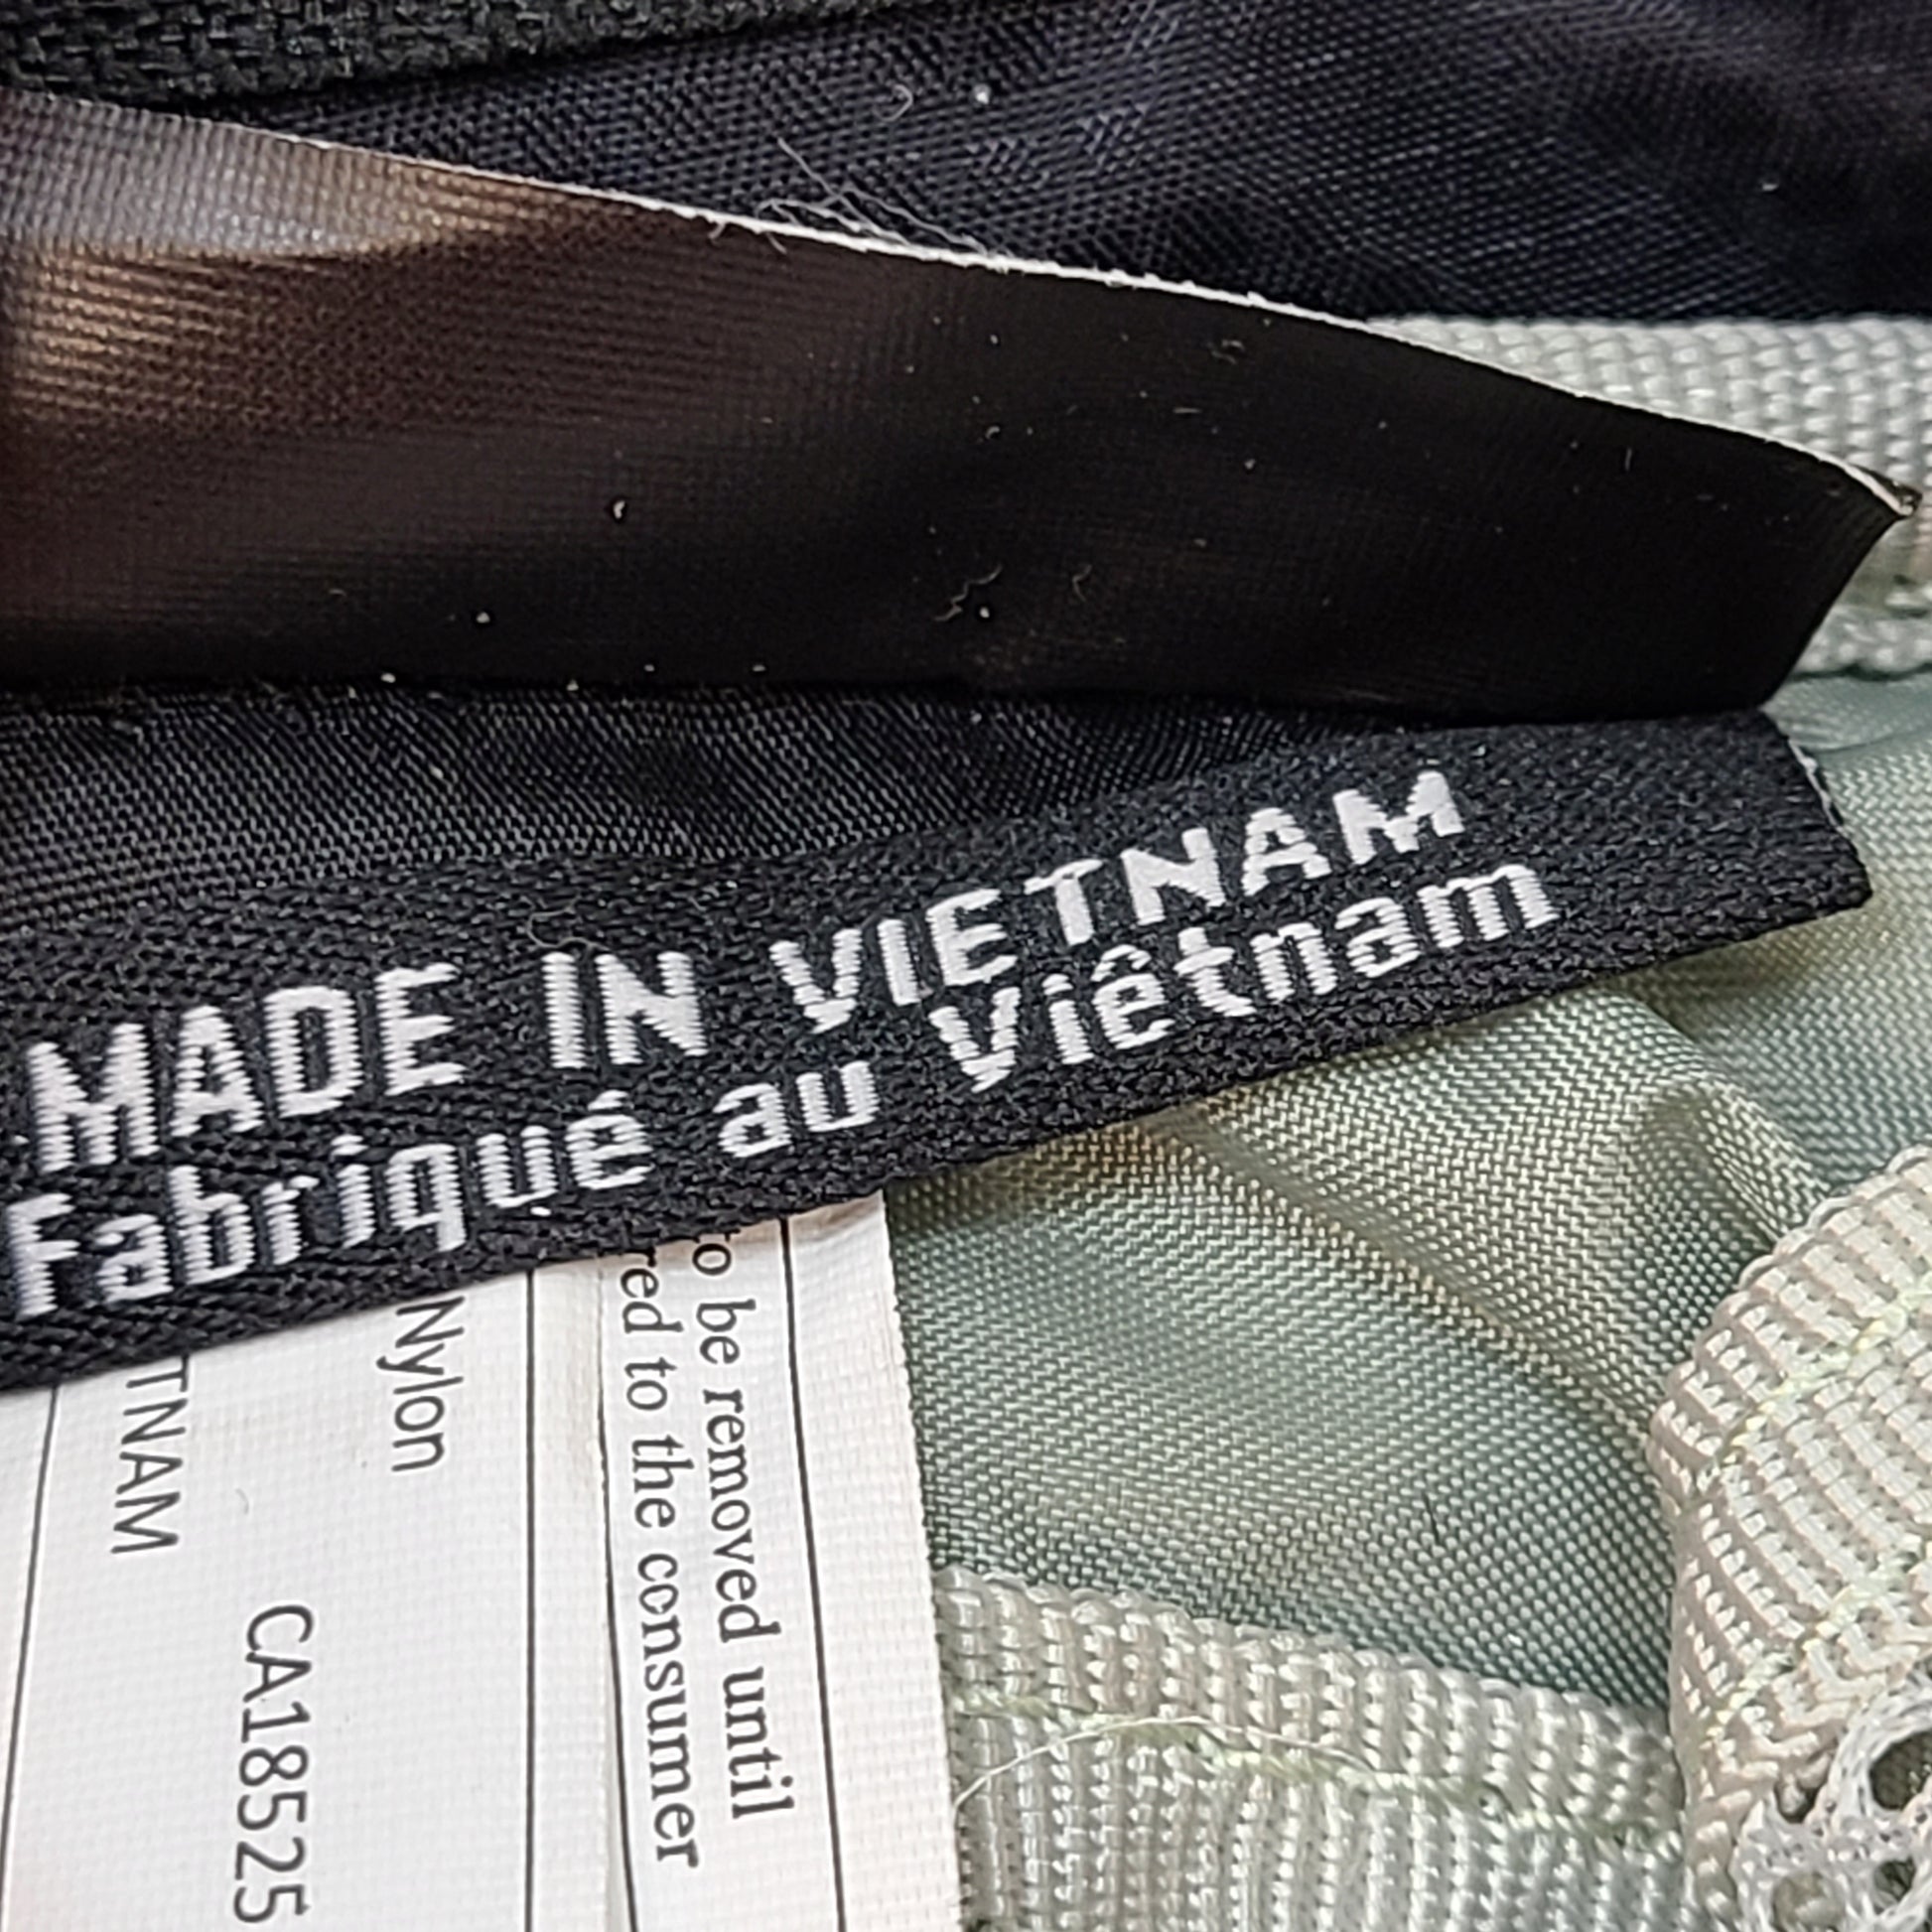 MADE IN VIETNAM
Fabriqué au Viêtnam
to be removed until
red to the consumer
Nylon
CA18525
TNAM